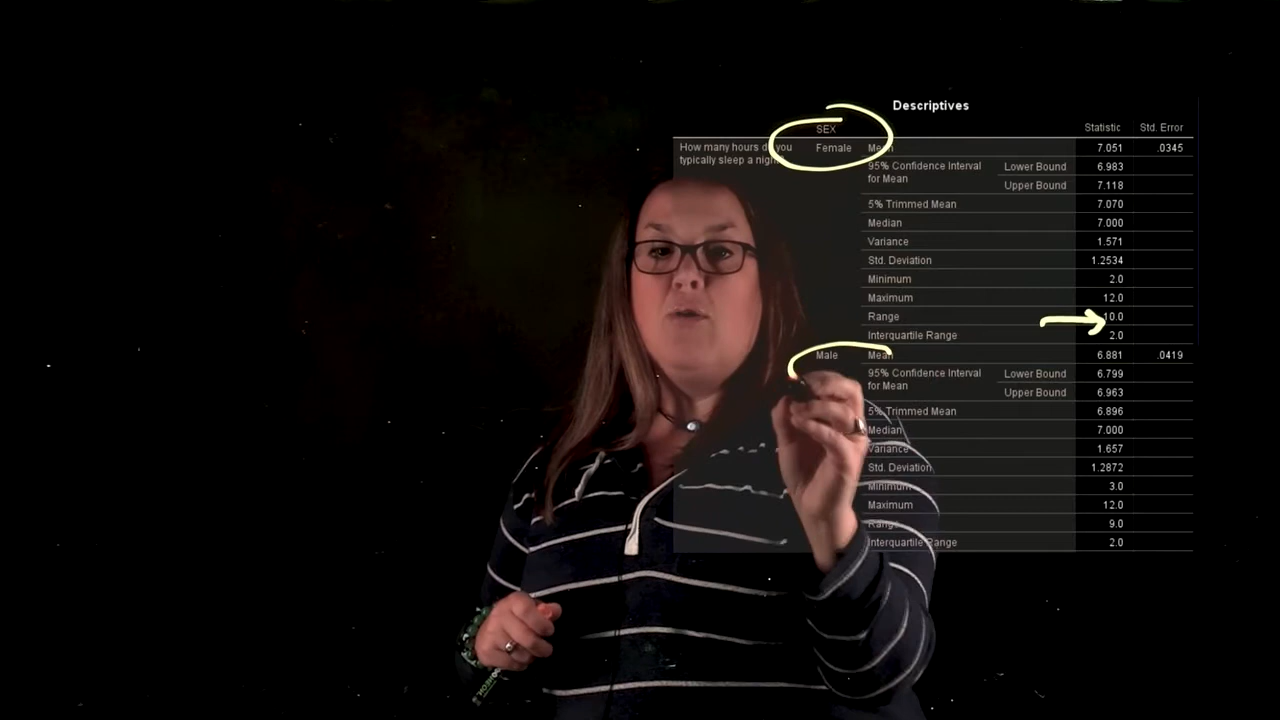 Descriptives
SEX Statistic Std. Error
How many hours do you typically sleep a night Female Mean 7.051 .0345
95% Confidence Interval for Mean Lower Bound 6.983
Upper Bound 7.118
5% Trimmed Mean 7.070
Median 7.000
Variance 1.571
Std. Deviation 1.2534
Minimum 2.0
Maximum 12.0
Range 10.0
Interquartile Range 2.0
Male Mean 6.881 .0419
95% Confidence Interval for Mean Lower Bound 6.799
Upper Bound 6.963
5% Trimmed Mean 6.896
Median 7.000
Variance 1.657
Std. Deviation 1.2872
Minimum 3.0
Maximum 12.0
Range 9.0
Interquartile Range 2.0